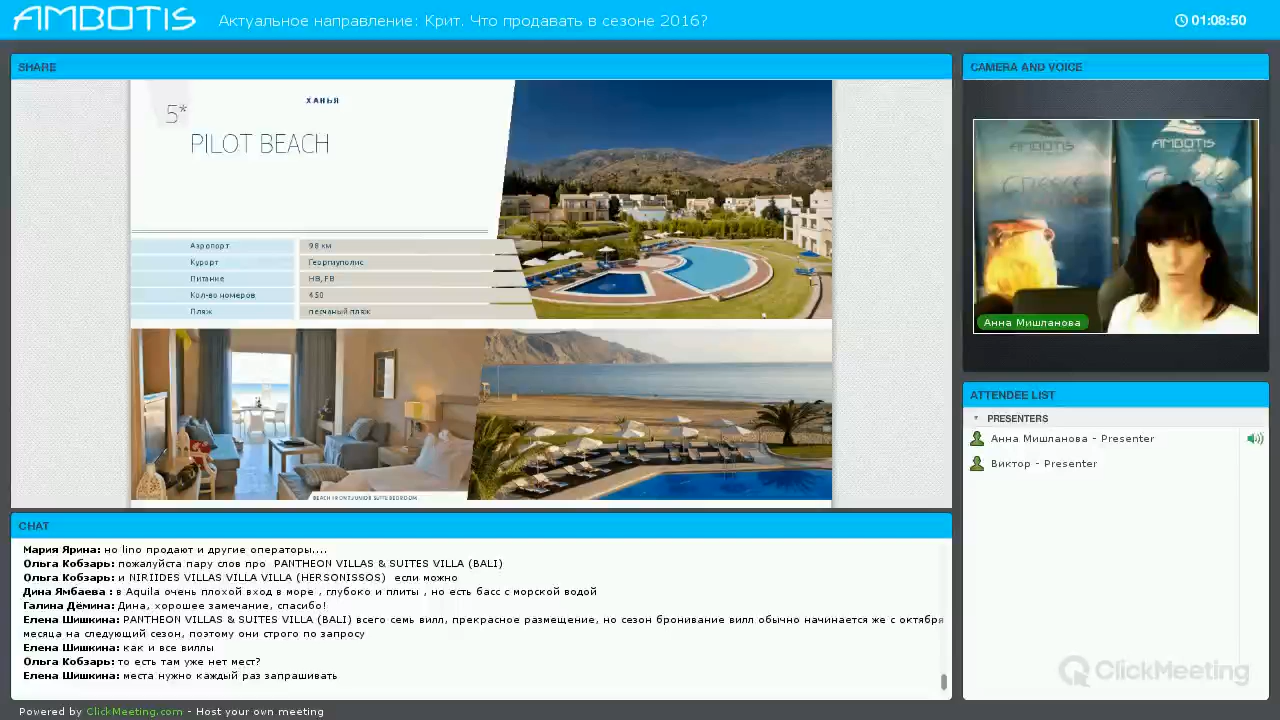 AMBOTIS
Актуальное направление: Крит. Что продавать в сезоне 2016?
01:08:50
SHARE
5*
ХАНЬЯ
PILOT BEACH
Аэропорт 98 км
Курорт Георгиуполис
Питание HB, FB
Кол-во номеров 450
Пляж песчаный пляж
BEACH FRONT JUNIOR SUITE BEDROOM
CAMERA AND VOICE
AMBOTIS
AMBOTIS
Greece
Анна Мишланова
ATTENDEE LIST
PRESENTERS
Анна Мишланова - Presenter
Виктор - Presenter
ClickMeeting
CHAT
Мария Ярина: но lino продают и другие операторы....
Ольга Кобзарь: пожалуйста пару слов про PANTHEON VILLAS & SUITES VILLA (BALI)
Ольга Кобзарь: и NIRIIDES VILLAS VILLA VILLA (HERSONISSOS) если можно
Дина Ямбаева : в Aquila очень плохой вход в море , глубоко и плиты , но есть басс с морской водой
Галина Дёмина: Дина, хорошее замечание, спасибо!
Елена Шишкина: PANTHEON VILLAS & SUITES VILLA (BALI) всего семь вилл, прекрасное размещение, но сезон бронивание вилл обычно начинается же с октября
месяца на следующий сезон, поэтому они строго по запросу
Елена Шишкина: как и все виллы
Ольга Кобзарь: то есть там уже нет мест?
Елена Шишкина: места нужно каждый раз запрашивать
Powered by ClickMeeting.com - Host your own meeting